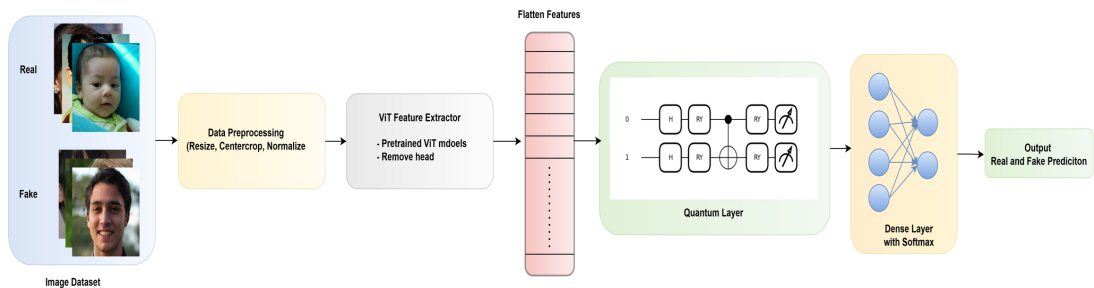 Real
Fake
Image Dataset
Data Preprocessing
(Resize, Centercrop, Normalize
ViT Feature Extractor
- Pretrained ViT mdoels
- Remove head
Flatten Features
0
H
RY
RY
1
H
RY
RY
Quantum Layer
Dense Layer
with Softmax
Output
Real and Fake Prediciton